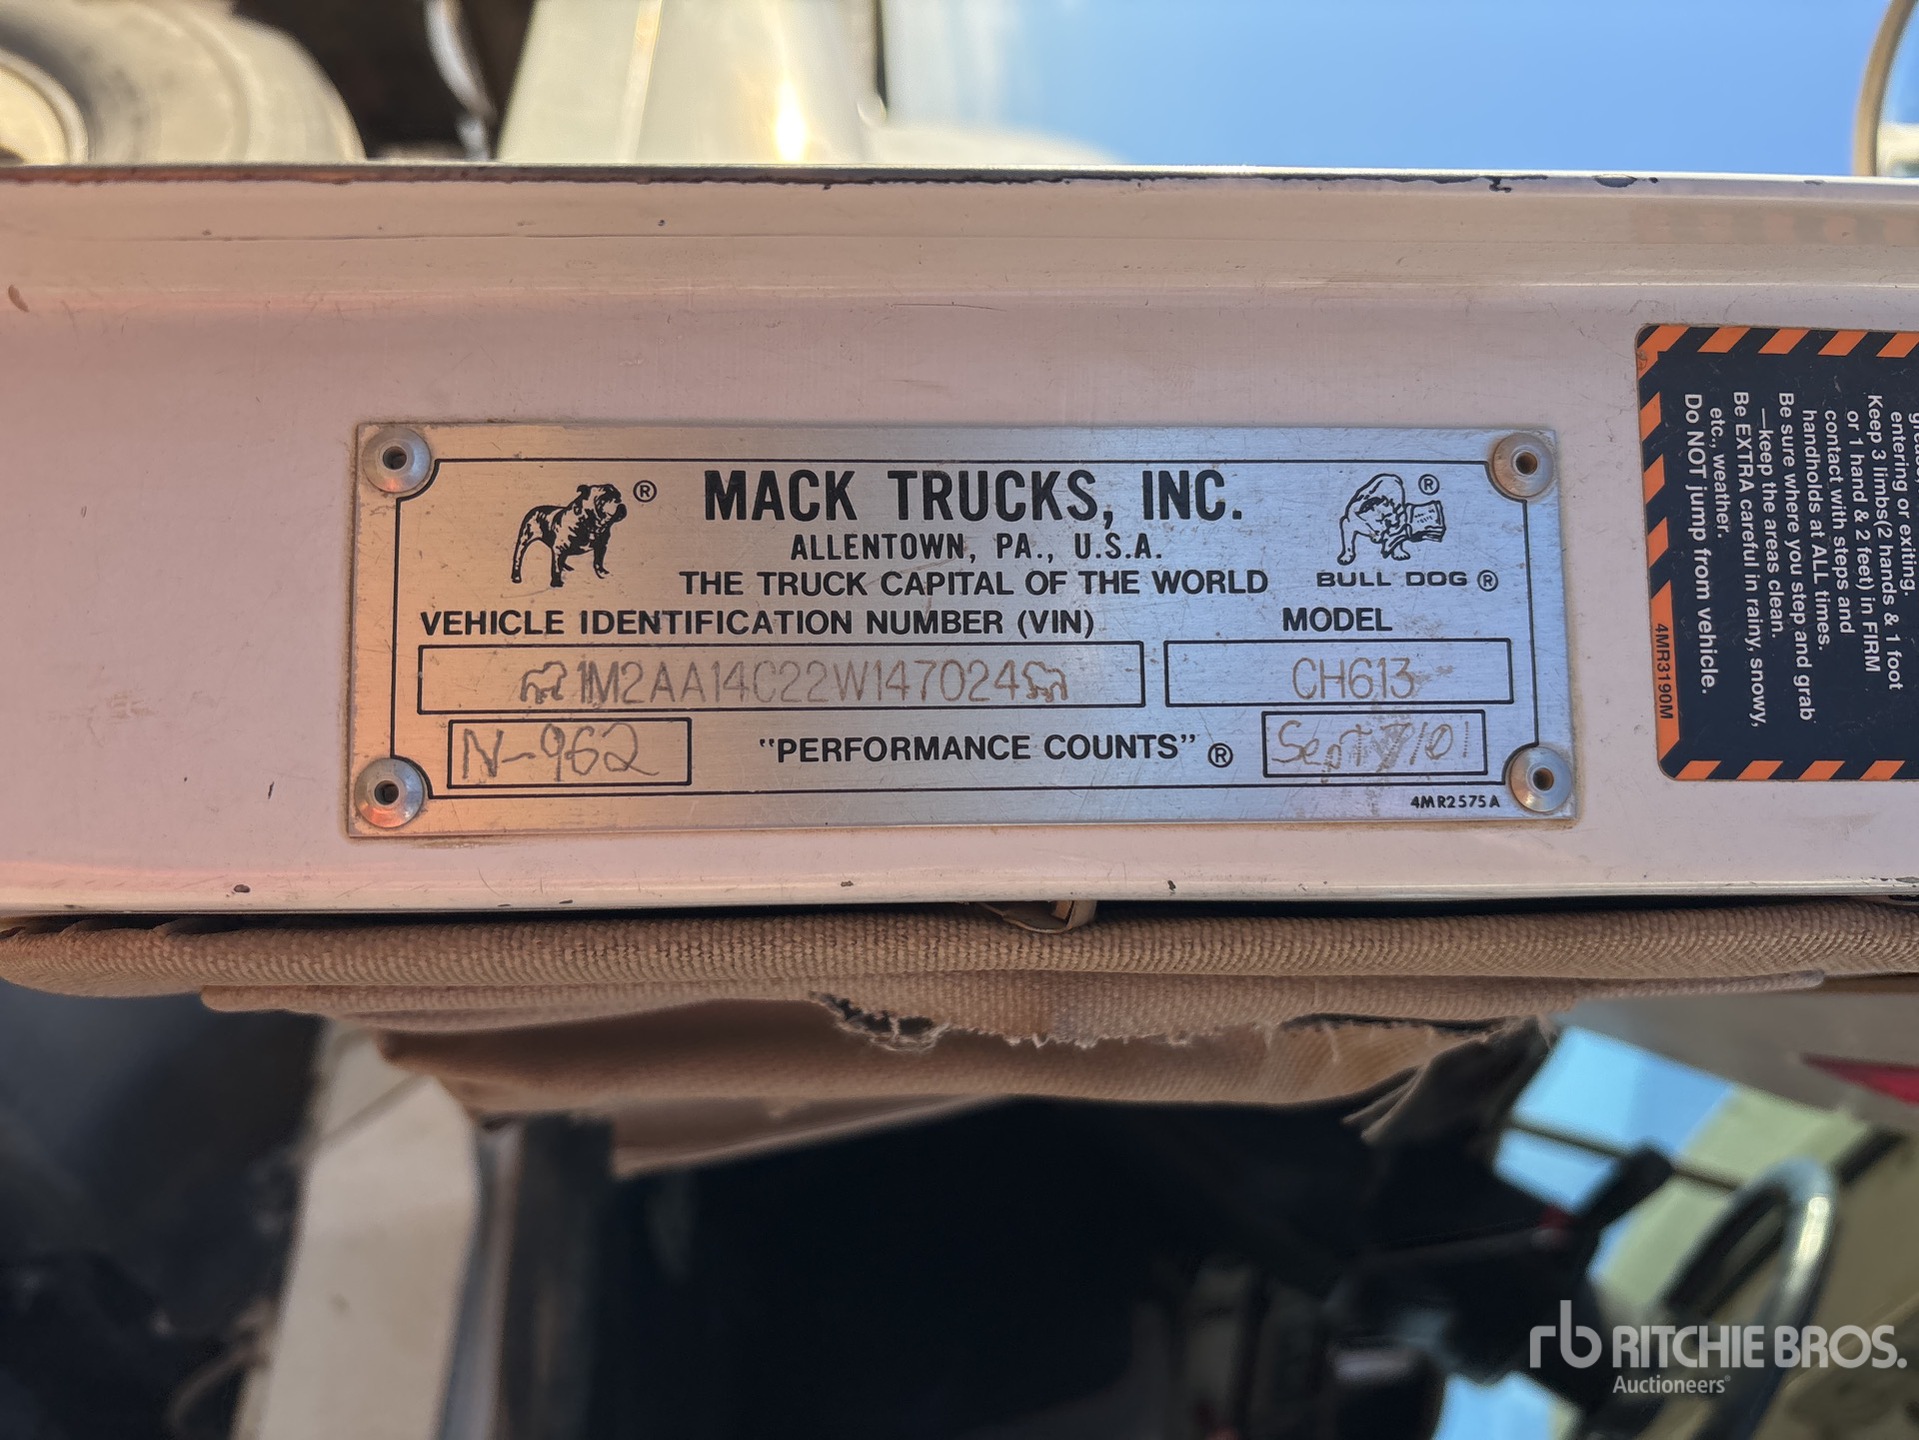 MACK TRUCKS, INC.
ALLENTOWN, PA., U.S.A.
THE TRUCK CAPITAL OF THE WORLD
BULL DOG ®
VEHICLE IDENTIFICATION NUMBER (VIN)
MODEL
1M2AA14C22W147024
CH613
N-962
"PERFORMANCE COUNTS" ®
Sept 7/01
4MR2575A
entering or exiting.
Keep 3 limbs(2 hands & 1 foot
or 1 hand & 2 feet) in FIRM
contact with steps and
handholds at ALL times.
Be sure where you step and grab
—keep the areas clean.
Be EXTRA careful in rainy, snowy,
etc., weather.
Do NOT jump from vehicle.
4MR3190M
rb RITCHIE BROS.
Auctioneers